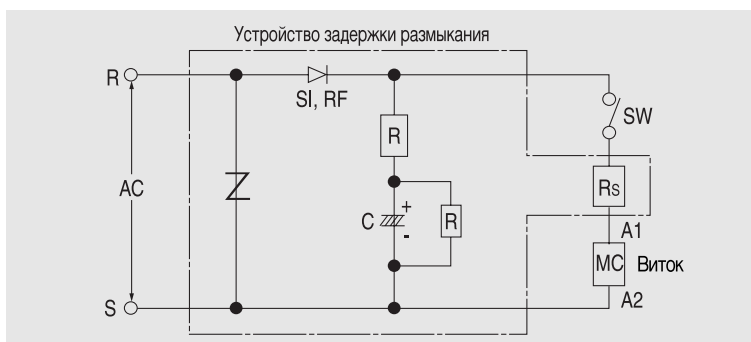 Устройство задержки размыкания
R
SI, RF
SW
R
AC
Rs
C
+
-
R
A1
MC Виток
S
A2